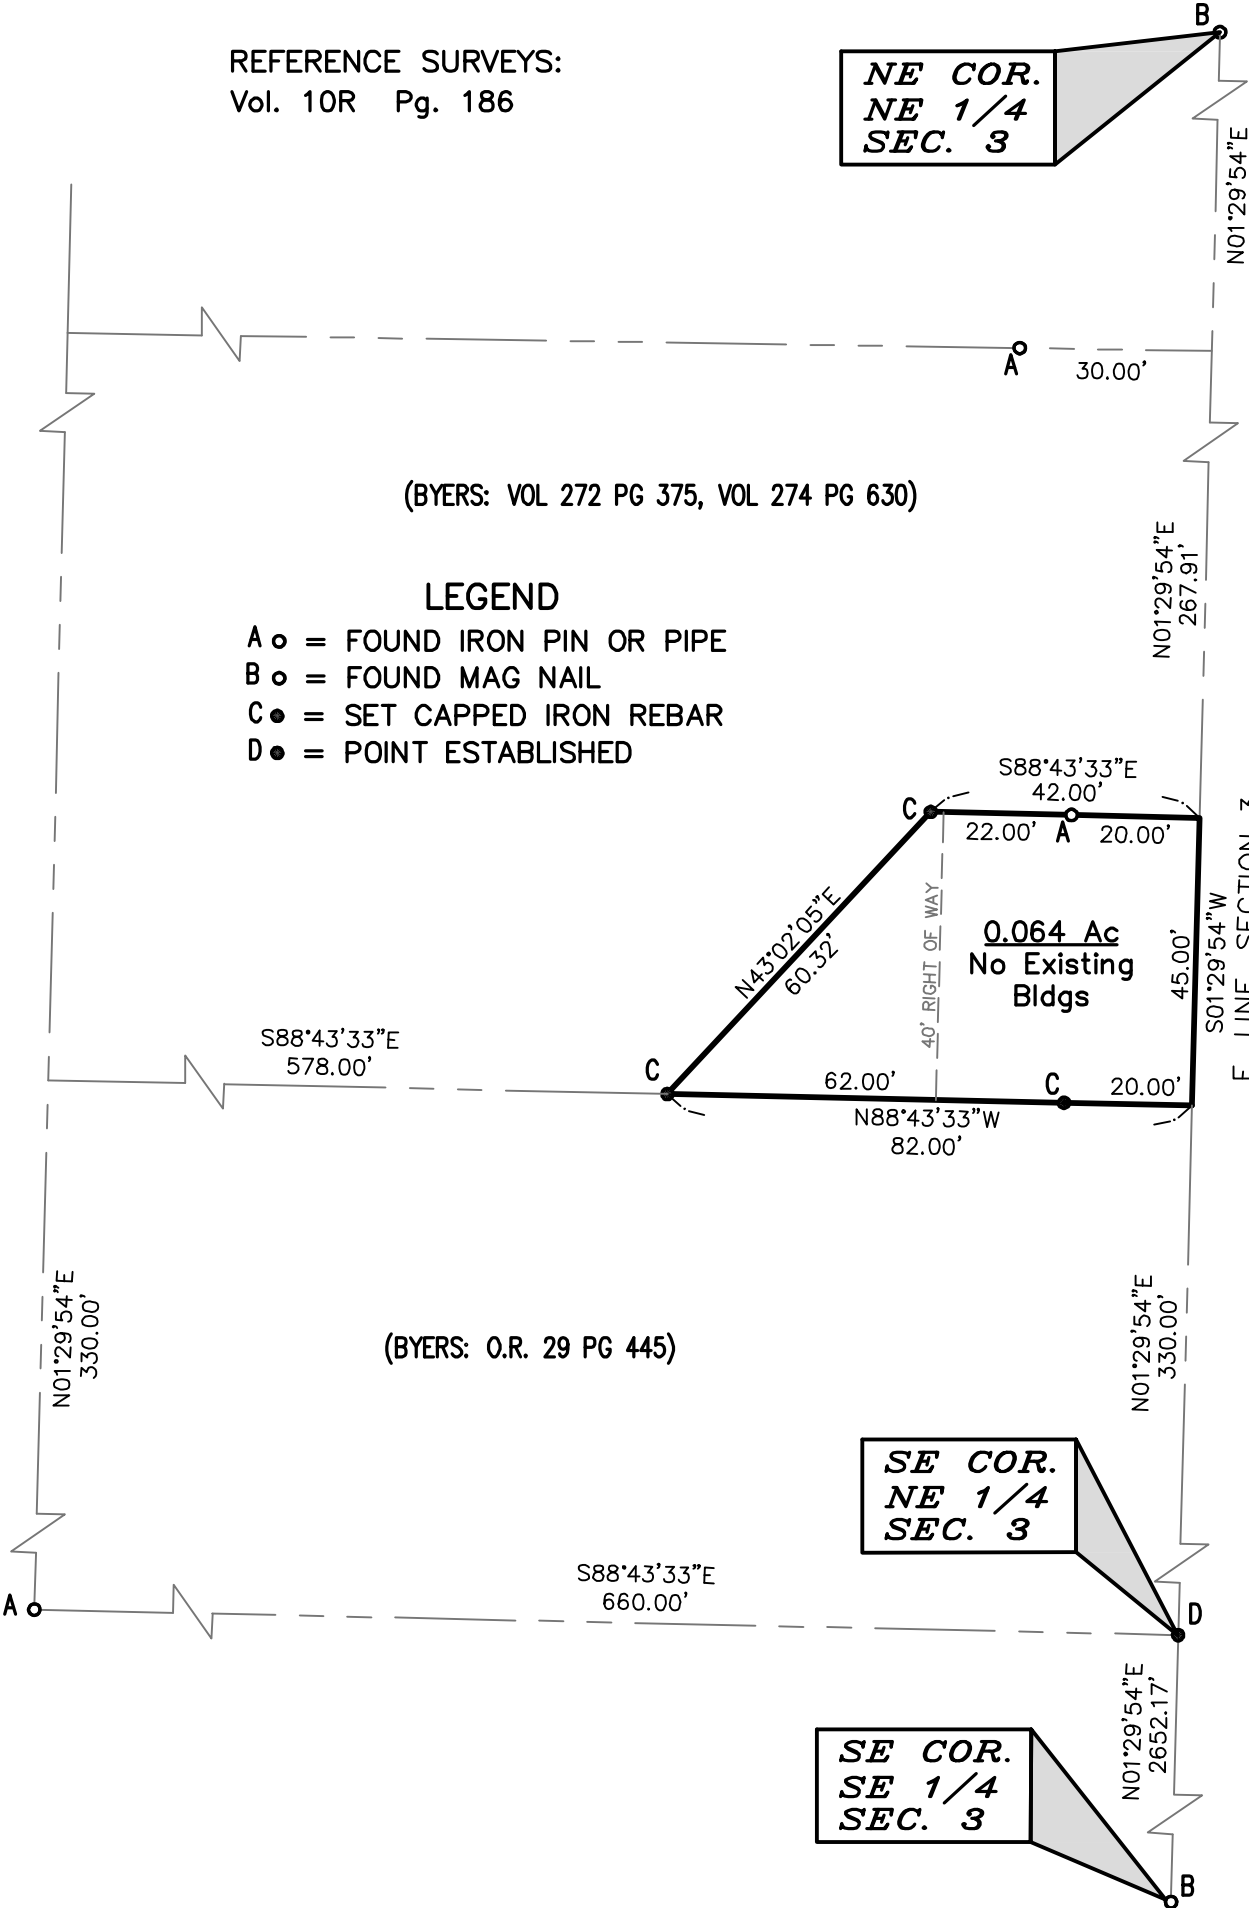 B
REFERENCE SURVEYS:
Vol. 10R Pg. 186
NE COR.
NE 1/4
SEC. 3
N01°29'54"E
A
30.00'
(BYERS: VOL 272 PG 375, VOL 274 PG 630)
N01°29'54"E
267.91'
LEGEND
A = FOUND IRON PIN OR PIPE
B = FOUND MAG NAIL
C = SET CAPPED IRON REBAR
D = POINT ESTABLISHED
S88°43'33"E
42.00'
C
22.00'
A
20.00'
N43°02'05"E
60.32'
40' RIGHT OF WAY
0.064 Ac
No Existing
Bldgs
45.00'
S01°29'54"W
E LINE SECTION 3
S88°43'33"E
578.00'
C
62.00'
C
20.00'
N88°43'33"W
82.00'
N01°29'54"E
330.00'
(BYERS: O.R. 29 PG 445)
N01°29'54"E
330.00'
SE COR.
NE 1/4
SEC. 3
S88°43'33"E
660.00'
A
D
N01°29'54"E
2652.17'
SE COR.
SE 1/4
SEC. 3
B